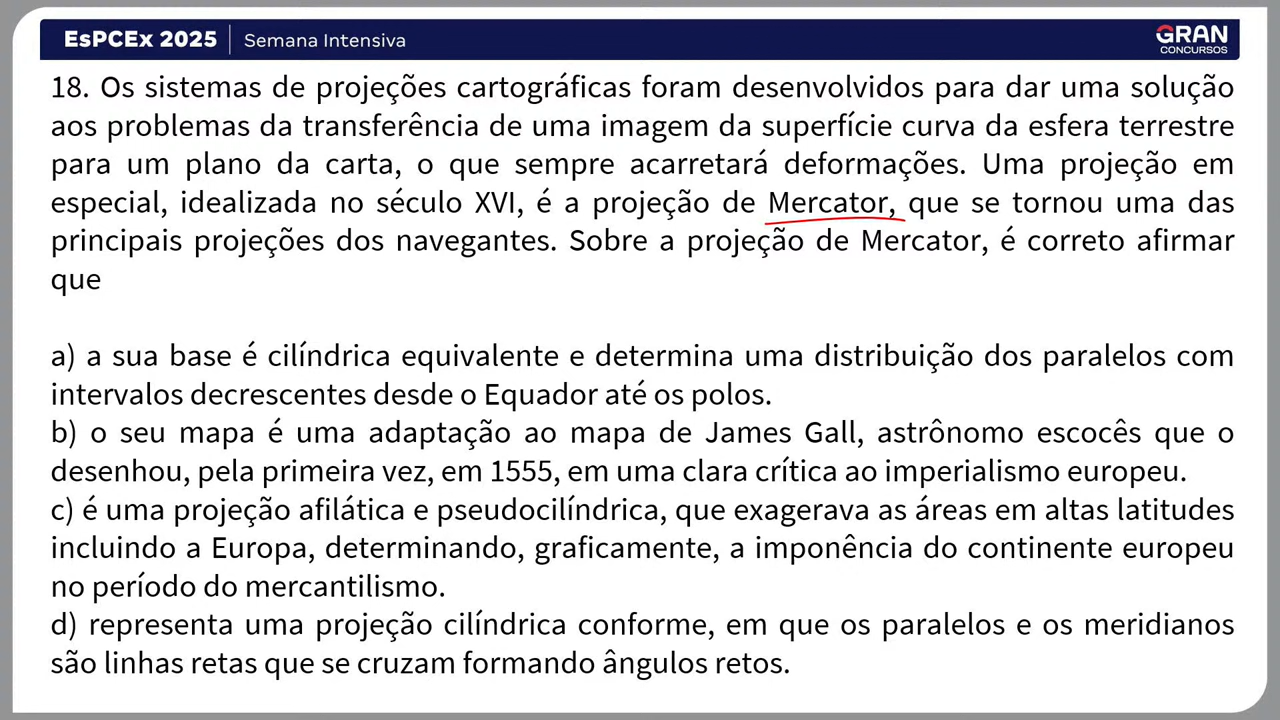 EsPCEx 2025 | Semana Intensiva
GRAN
CONCURSOS
18. Os sistemas de projeções cartográficas foram desenvolvidos para dar uma solução
aos problemas da transferência de uma imagem da superfície curva da esfera terrestre
para um plano da carta, o que sempre acarretará deformações. Uma projeção em
especial, idealizada no século XVI, é a projeção de Mercator, que se tornou uma das
principais projeções dos navegantes. Sobre a projeção de Mercator, é correto afirmar
que
a) a sua base é cilíndrica equivalente e determina uma distribuição dos paralelos com
intervalos decrescentes desde o Equador até os polos.
b) o seu mapa é uma adaptação ao mapa de James Gall, astrônomo escocês que o
desenhou, pela primeira vez, em 1555, em uma clara crítica ao imperialismo europeu.
c) é uma projeção afilática e pseudocilíndrica, que exagerava as áreas em altas latitudes
incluindo a Europa, determinando, graficamente, a imponência do continente europeu
no período do mercantilismo.
d) representa uma projeção cilíndrica conforme, em que os paralelos e os meridianos
são linhas retas que se cruzam formando ângulos retos.